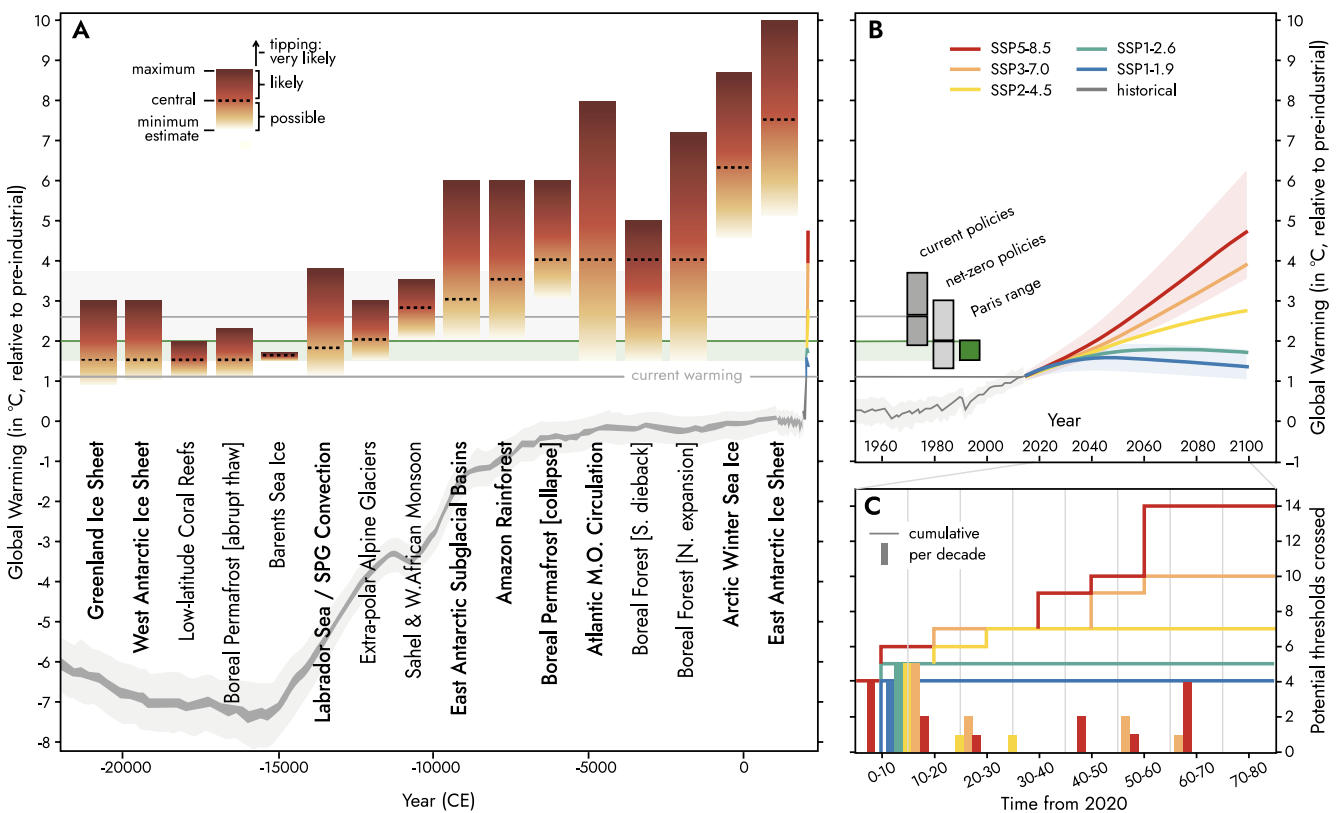 A
Global Warming (in °C, relative to pre-industrial)
10
9
8
7
6
5
4
3
2
1
0
-1
-2
-3
-4
-5
-6
-7
-8
tipping:
very likely
maximum
likely
central
minimum
estimate
possible
current warming
Greenland Ice Sheet
West Antarctic Ice Sheet
Low-latitude Coral Reefs
Boreal Permafrost [abrupt thaw]
Barents Sea Ice
Labrador Sea / SPG Convection
Extra-polar Alpine Glaciers
Sahel & W.African Monsoon
East Antarctic Subglacial Basins
Amazon Rainforest
Boreal Permafrost [collapse]
Atlantic M.O. Circulation
Boreal Forest [S. dieback]
Boreal Forest [N. expansion]
Arctic Winter Sea Ice
East Antarctic Ice Sheet
-20000
-15000
-10000
-5000
0
Year (CE)
B
SSP5-8.5
SSP3-7.0
SSP2-4.5
SSP1-2.6
SSP1-1.9
historical
current policies
net-zero policies
Paris range
Year
1960
1980
2000
2020
2040
2060
2080
2100
10
9
8
7
6
5
4
3
2
1
0
–1
Global Warming (in °C, relative to pre-industrial)
C
cumulative
per decade
14
12
10
8
6
4
2
0
Potential thresholds crossed
0-10
10-20
20-30
30-40
40-50
50-60
60-70
70-80
Time from 2020